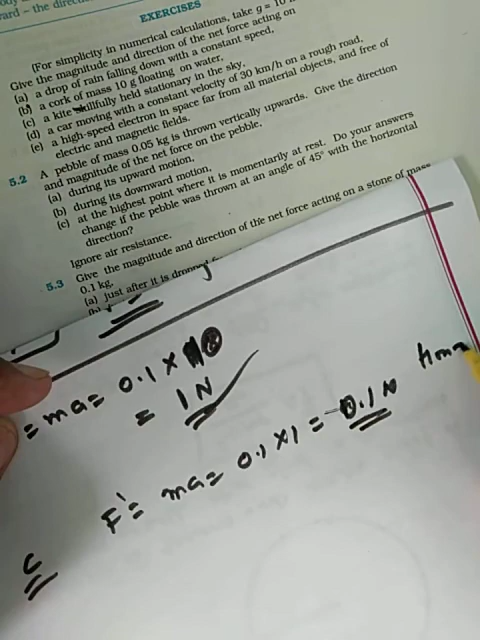 ard – the direc
EXERCISES
(For simplicity in numerical calculations, take g = 10
Give the magnitude and direction of the net force acting on
(a) a drop of rain falling down with a constant speed,
(b) a cork of mass 10 g floating on water,
(c) a kite skillfully held stationary in the sky,
(d) a car moving with a constant velocity of 30 km/h on a rough road,
(e) a high-speed electron in space far from all material objects, and free of
electric and magnetic fields.
5.2 A pebble of mass 0.05 kg is thrown vertically upwards. Give the direction
and magnitude of the net force on the pebble,
(a) during its upward motion,
(b) during its downward motion,
(c) at the highest point where it is momentarily at rest. Do your answers
change if the pebble was thrown at an angle of 45° with the horizontal
direction?
Ignore air resistance.
5.3 Give the magnitude and direction of the net force acting on a stone of mass
0.1 kg,
(a) just after it is dropped
= ma = 0.1 × 10
= 1N
F' = ma = 0.1 × 1 = 0.1 N
C